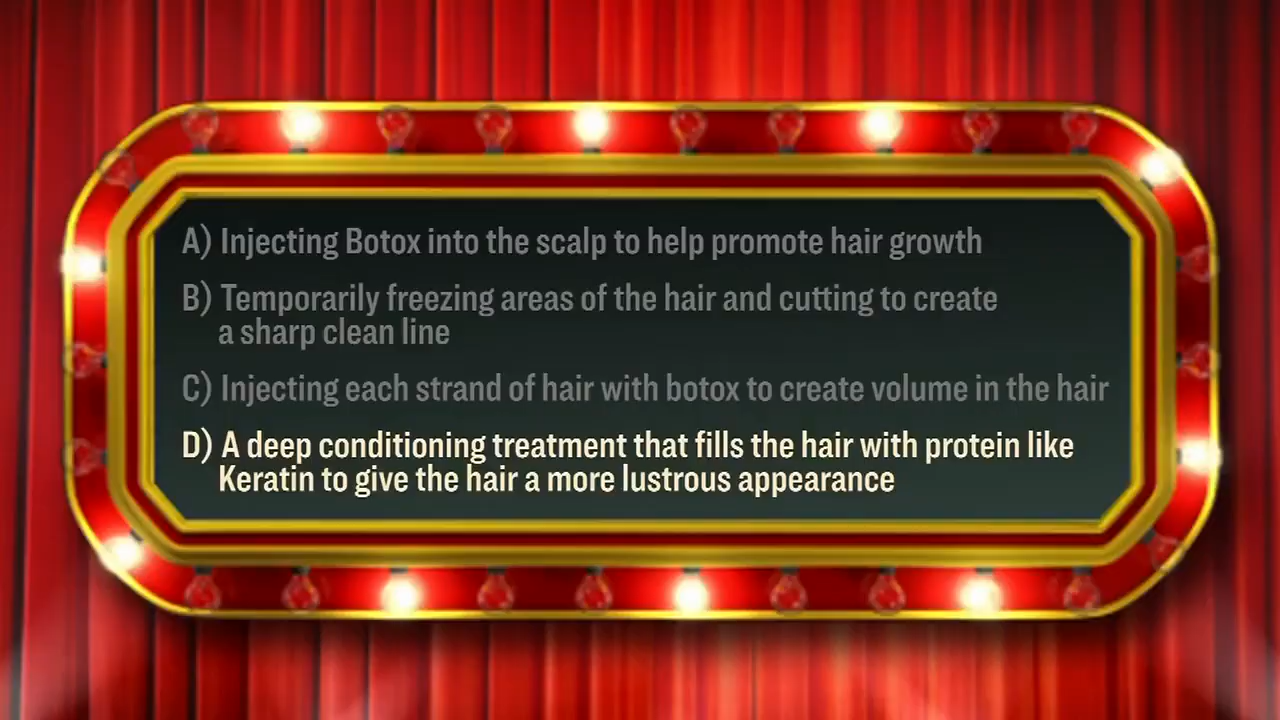 A) Injecting Botox into the scalp to help promote hair growth
B) Temporarily freezing areas of the hair and cutting to create
a sharp clean line
C) Injecting each strand of hair with botox to create volume in the hair
D) A deep conditioning treatment that fills the hair with protein like
Keratin to give the hair a more lustrous appearance